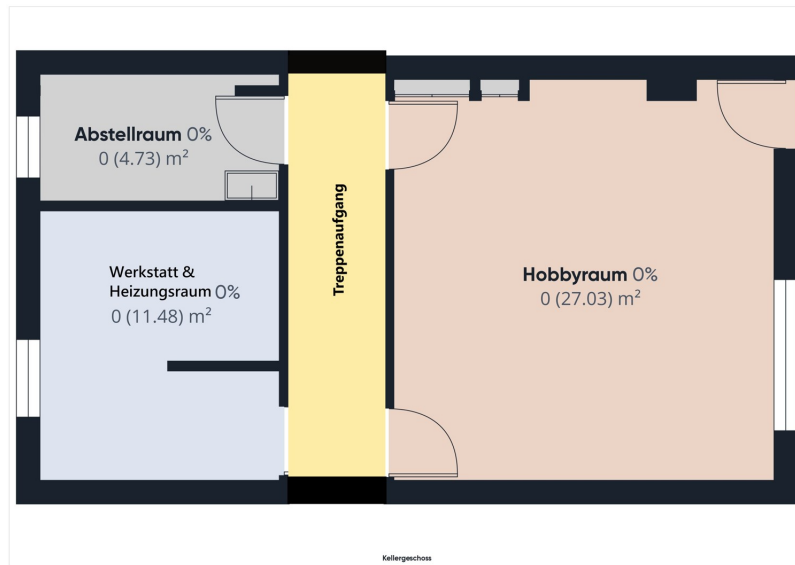 Abstellraum 0%
0 (4.73) m²
Werkstatt &
Heizungsraum 0%
0 (11.48) m²
Treppenaufgang
Hobbyraum 0%
0 (27.03) m²
Kellergeschoss